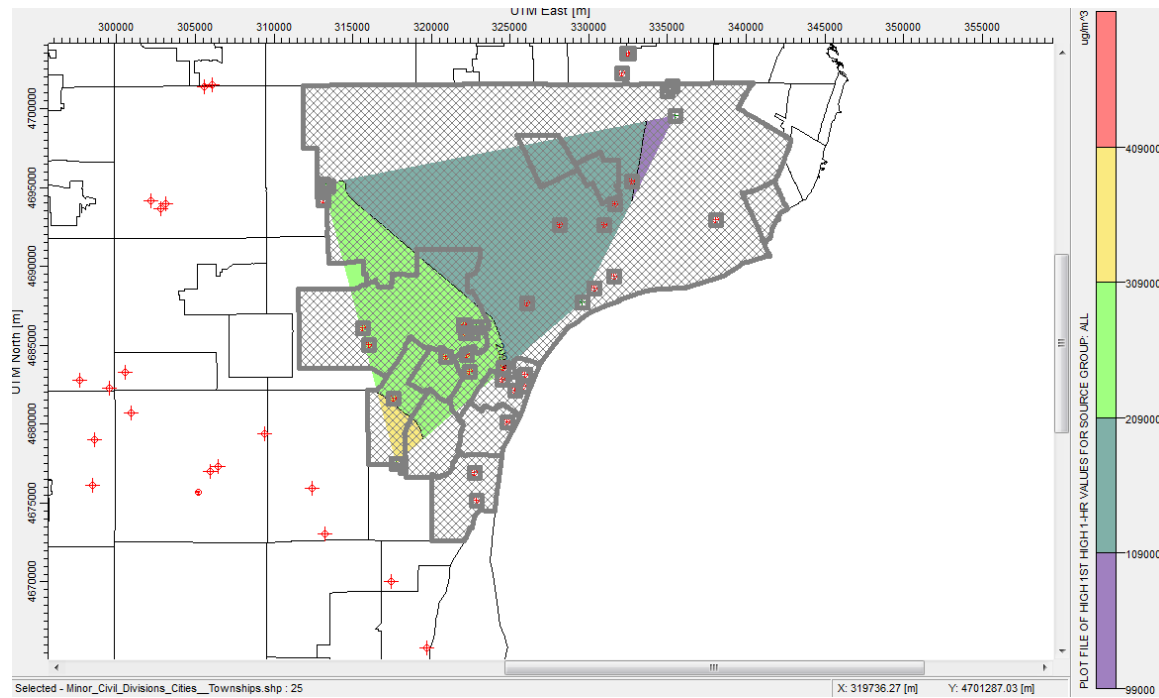 UTM East [m]
300000 305000 310000 315000 320000 325000 330000 335000 340000 345000 350000 355000
UTM North [m]
4700000
4695000
4690000
4685000
4680000
4675000
4670000
ug/m^3
PLOT FILE OF HIGH 1ST HIGH 1-HR VALUES FOR SOURCE GROUP: ALL
409000
309000
209000
109000
99000
Selected - Minor_Civil_Divisions_Cities__Townships.shp : 25
X: 319736.27 [m] Y: 4701287.03 [m]